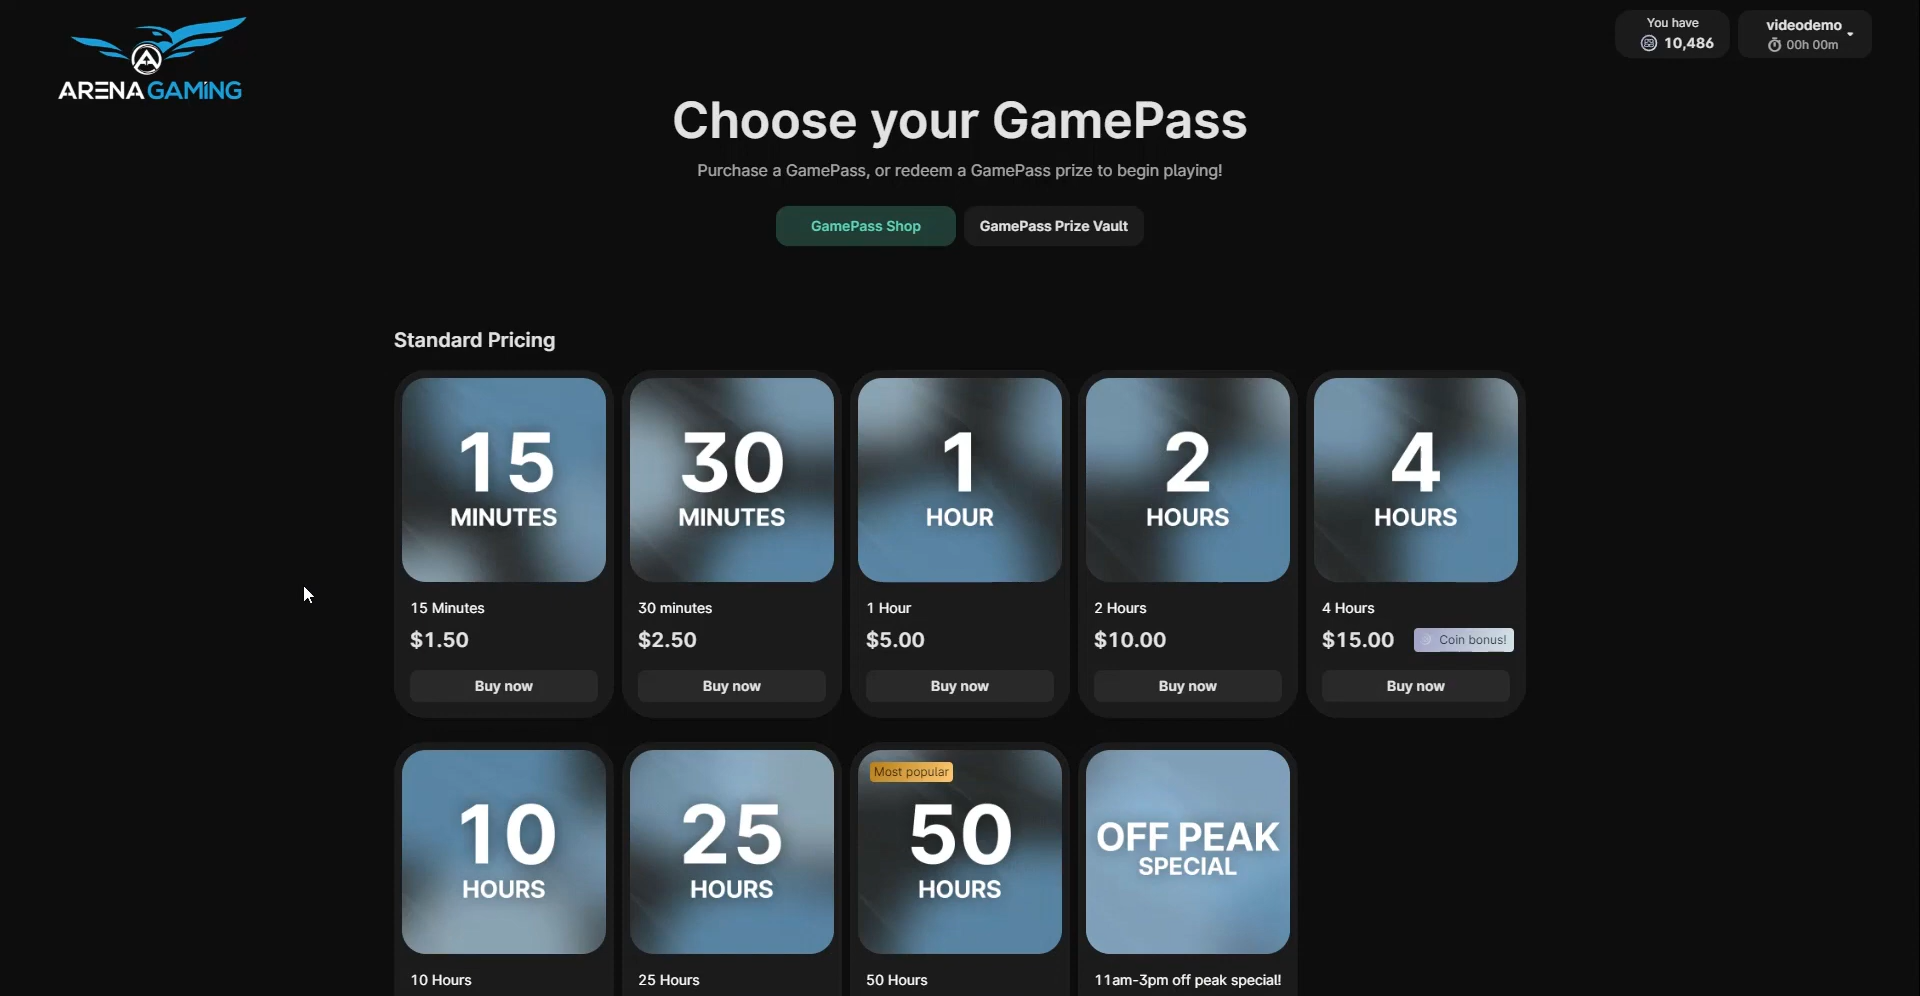 You have
10,486
videodemo
00h 00m
ARENAGAMING
Choose your GamePass
Purchase a GamePass, or redeem a GamePass prize to begin playing!
GamePass Shop
GamePass Prize Vault
Standard Pricing
15
MINUTES
30
MINUTES
1
HOUR
2
HOURS
4
HOURS
15 Minutes
30 minutes
1 Hour
2 Hours
4 Hours
$1.50
$2.50
$5.00
$10.00
$15.00
Coin bonus!
Buy now
Buy now
Buy now
Buy now
Buy now
Most popular
10
HOURS
25
HOURS
50
HOURS
OFF PEAK
SPECIAL
10 Hours
25 Hours
50 Hours
11am-3pm off peak special!